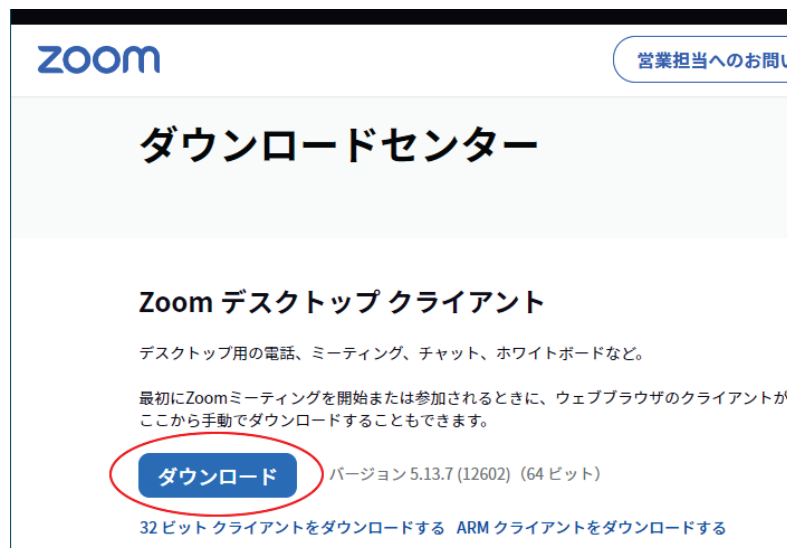 zoom
営業担当へのお問い
ダウンロードセンター
Zoom デスクトップ クライアント
デスクトップ用の電話、ミーティング、チャット、ホワイトボードなど。
最初にZoomミーティングを開始または参加されるときに、ウェブブラウザのクライアントが
ここから手動でダウンロードすることもできます。
ダウンロード バージョン 5.13.7 (12602)（64 ビット）
32 ビット クライアントをダウンロードする ARM クライアントをダウンロードする